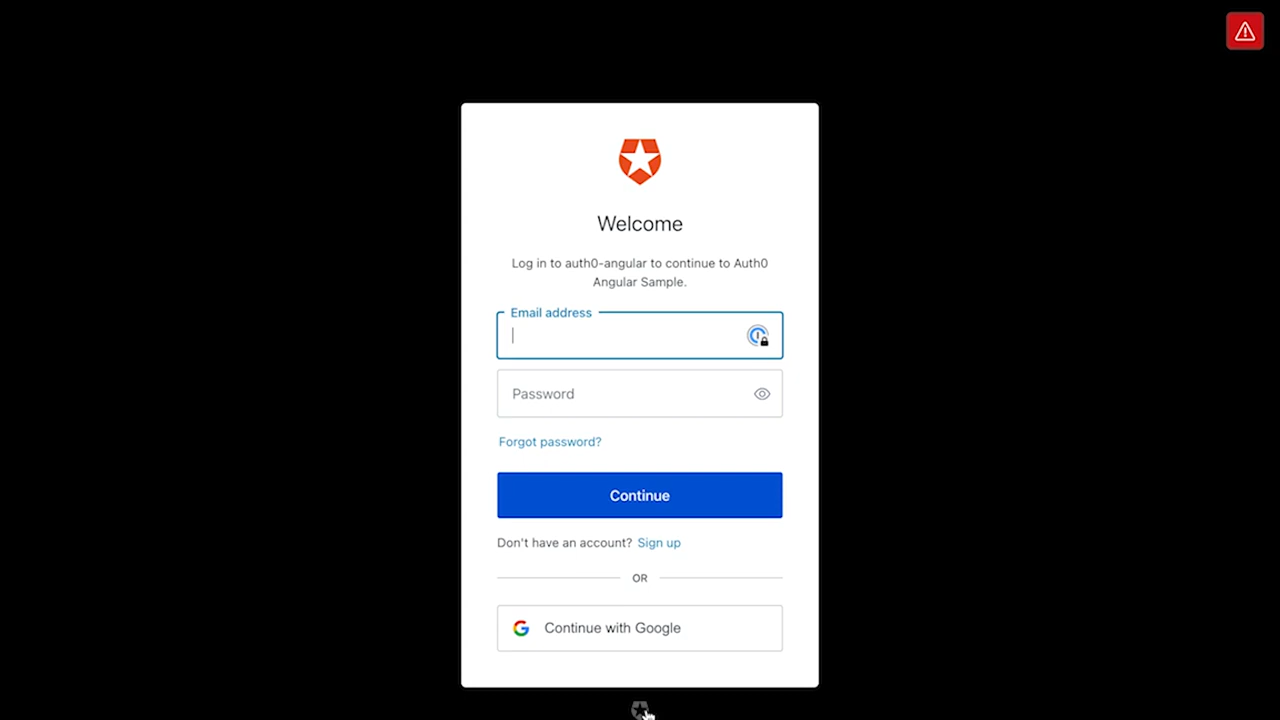 Welcome
Log in to auth0-angular to continue to Auth0
Angular Sample.
Email address
Password
Forgot password?
Continue
Don't have an account? Sign up
OR
Continue with Google